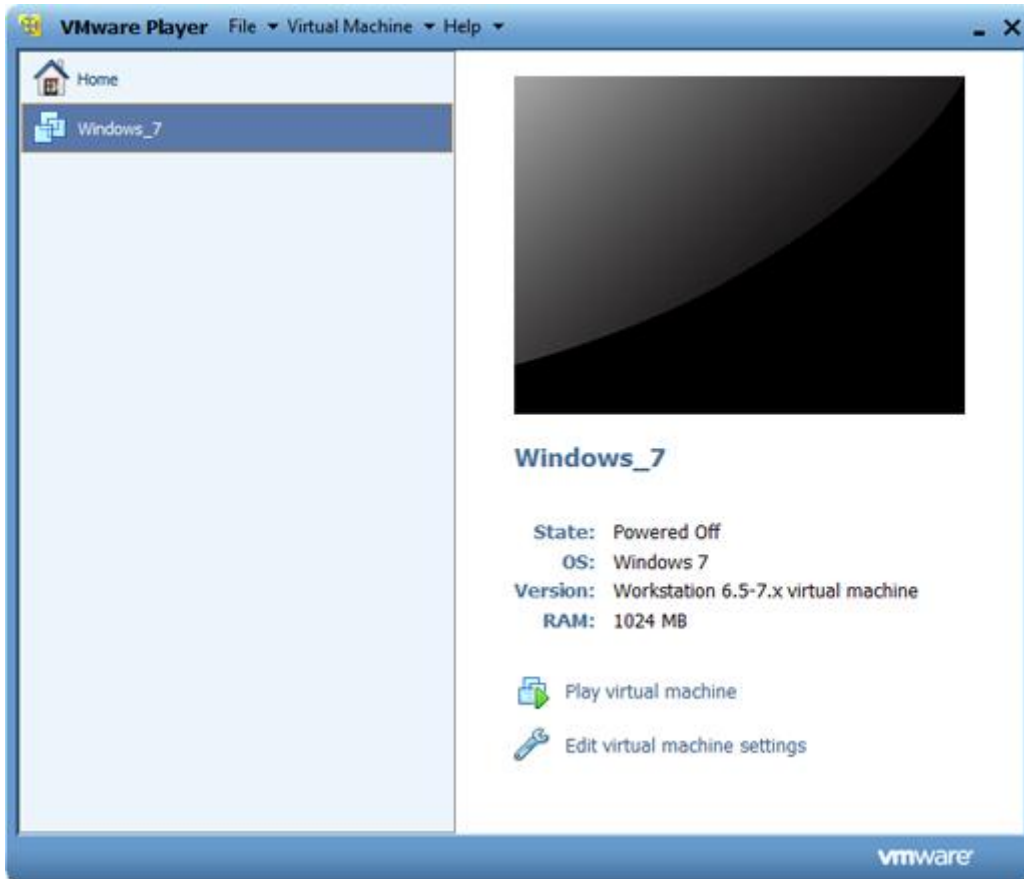 VMware Player File Virtual Machine Help
Home
Windows_7
Windows_7
State: Powered Off
OS: Windows 7
Version: Workstation 6.5-7.x virtual machine
RAM: 1024 MB
Play virtual machine
Edit virtual machine settings
vmware